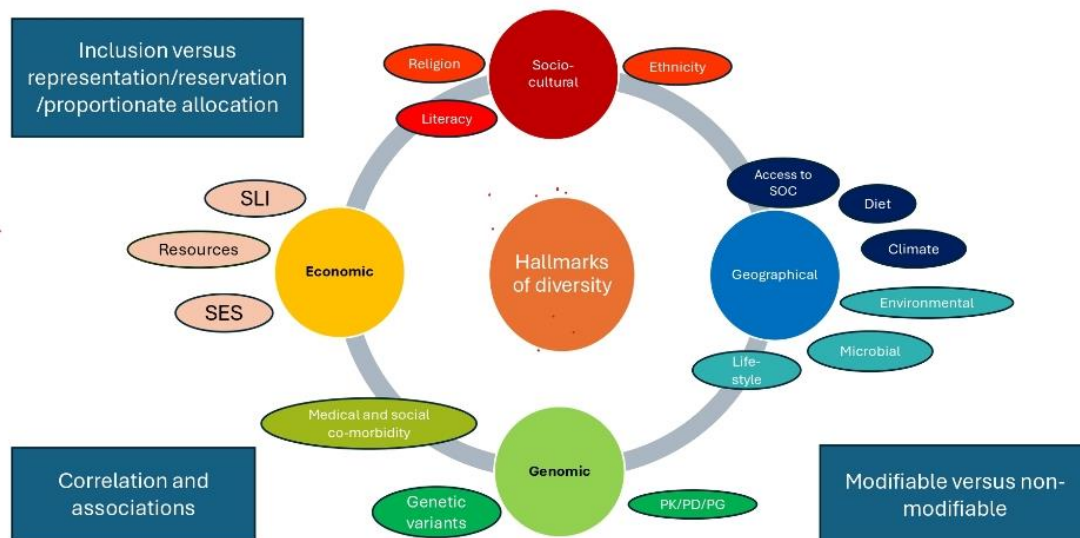 Inclusion versus
representation/reservation
/proportionate allocation
Religion
Socio-
cultural
Ethnicity
Literacy
SLI
Resources
SES
Economic
Hallmarks
of diversity
Access to
SOC
Diet
Climate
Geographical
Environmental
Microbial
Life-
style
Medical and social
co-morbidity
Genomic
Genetic
variants
PK/PD/PG
Correlation and
associations
Modifiable versus non-
modifiable